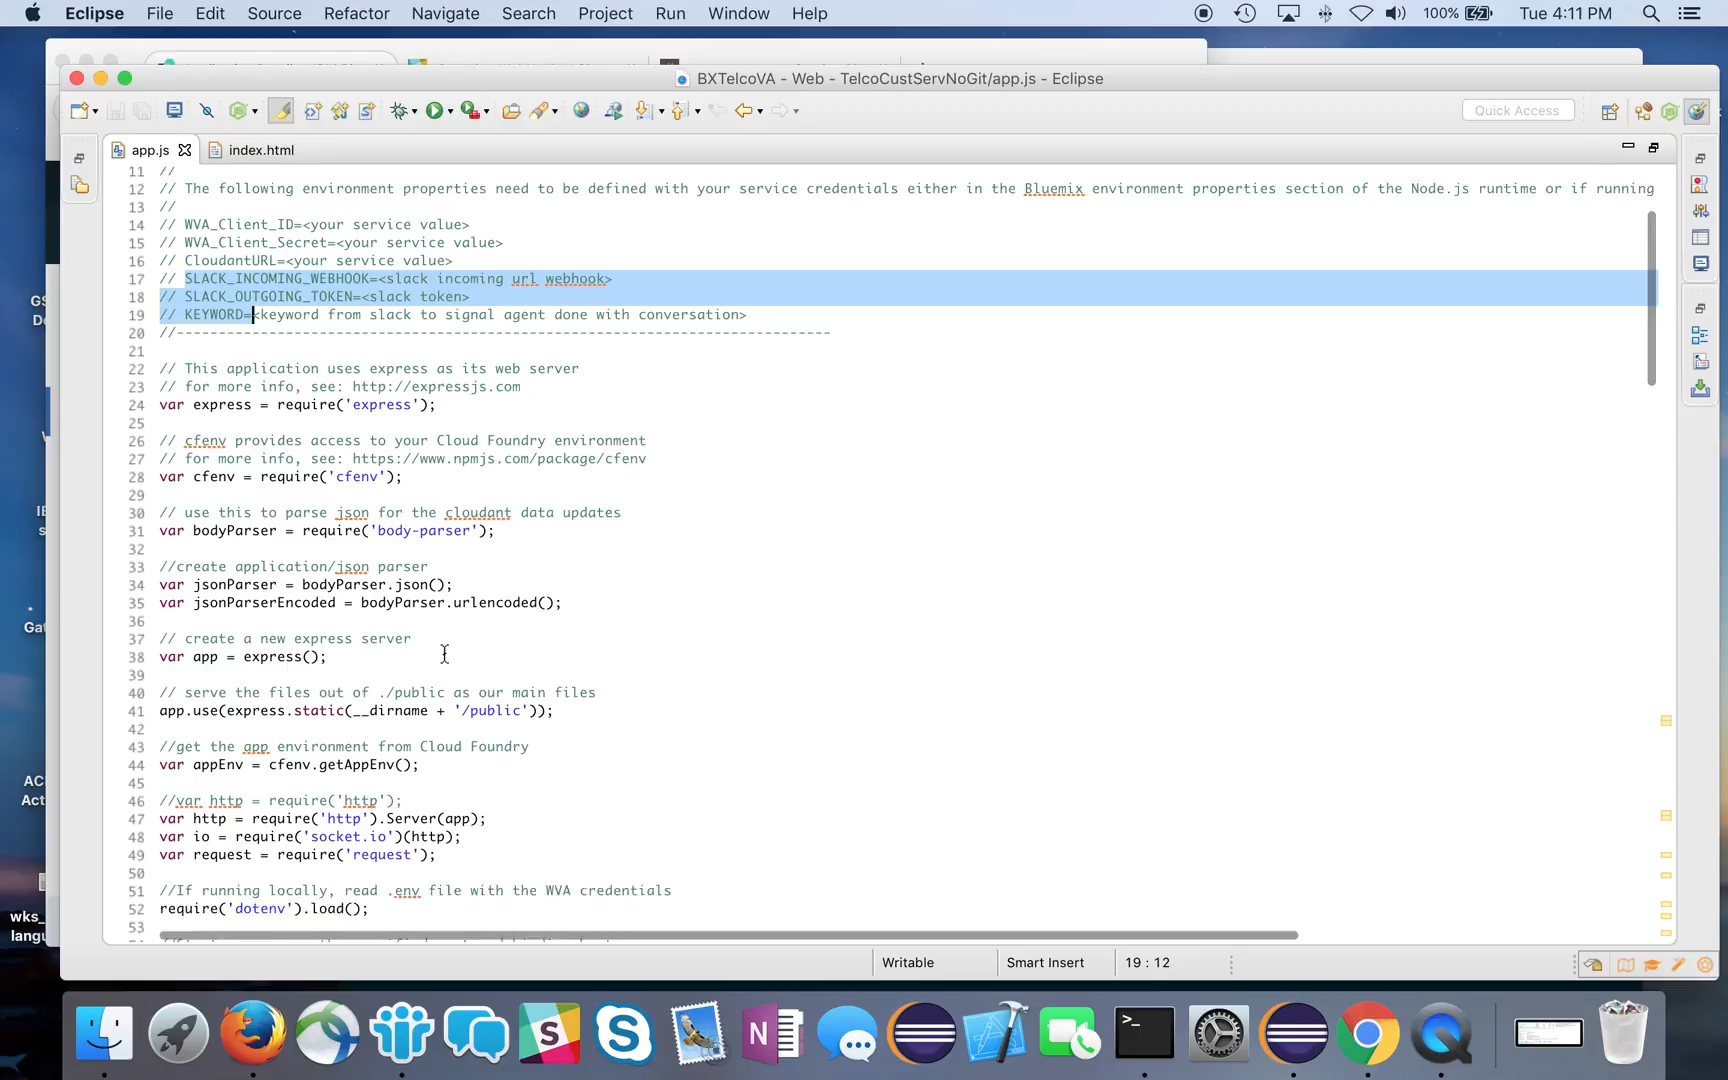 Eclipse File Edit Source Refactor Navigate Search Project Run Window Help 100% Tue 4:11 PM
BXTelcoVA - Web - TelcoCustServNoGit/app.js - Eclipse
Quick Access
app.js index.html
11 //
12 // The following environment properties need to be defined with your service credentials either in the Bluemix environment properties section of the Node.js runtime or if running
13 //
14 // WVA_Client_ID=<your service value>
15 // WVA_Client_Secret=<your service value>
16 // CloudantURL=<your service value>
17 // SLACK_INCOMING_WEBHOOK=<slack incoming url webhook>
18 // SLACK_OUTGOING_TOKEN=<slack token>
19 // KEYWORD=<keyword from slack to signal agent done with conversation>
20 //------------------------------------------------------------------------------
21
22 // This application uses express as its web server
23 // for more info, see: http://expressjs.com
24 var express = require('express');
25
26 // cfenv provides access to your Cloud Foundry environment
27 // for more info, see: https://www.npmjs.com/package/cfenv
28 var cfenv = require('cfenv');
29
30 // use this to parse json for the cloudant data updates
31 var bodyParser = require('body-parser');
32
33 //create application/json parser
34 var jsonParser = bodyParser.json();
35 var jsonParserEncoded = bodyParser.urlencoded();
36
37 // create a new express server
38 var app = express();
39
40 // serve the files out of ./public as our main files
41 app.use(express.static(__dirname + '/public'));
42
43 //get the app environment from Cloud Foundry
44 var appEnv = cfenv.getAppEnv();
45
46 //var http = require('http');
47 var http = require('http').Server(app);
48 var io = require('socket.io')(http);
49 var request = require('request');
50
51 //If running locally, read .env file with the WVA credentials
52 require('dotenv').load();
53
Writable Smart Insert 19 : 12
GS
De
IE
s
Gat
AC
Act
wks_
langu